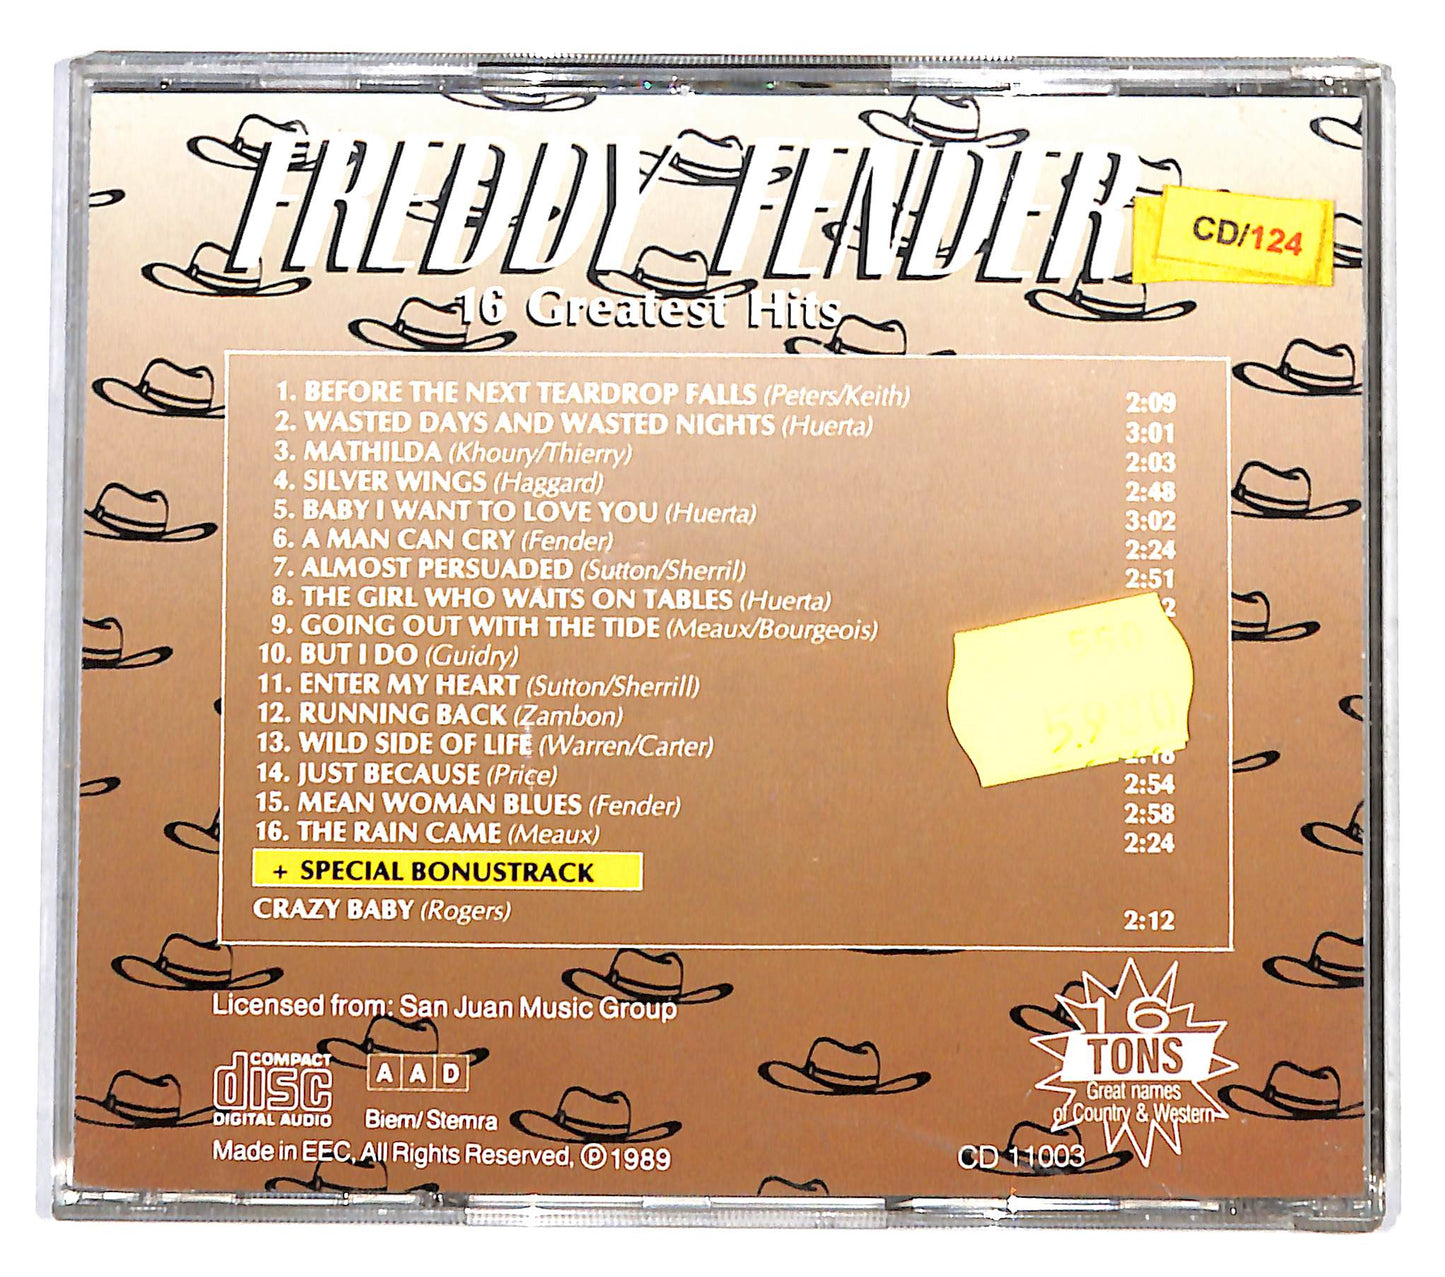 FREDDY FENDER
CD/124
16 Greatest Hits
1. BEFORE THE NEXT TEARDROP FALLS (Peters/Keith) 2:09
2. WASTED DAYS AND WASTED NIGHTS (Huerta) 3:01
3. MATHILDA (Khoury/Thierry) 2:03
4. SILVER WINGS (Haggard) 2:48
5. BABY I WANT TO LOVE YOU (Huerta) 3:02
6. A MAN CAN CRY (Fender) 2:24
7. ALMOST PERSUADED (Sutton/Sherril) 2:51
8. THE GIRL WHO WAITS ON TABLES (Huerta)
9. GOING OUT WITH THE TIDE (Meaux/Bourgeois)
10. BUT I DO (Guidry)
11. ENTER MY HEART (Sutton/Sherrill)
12. RUNNING BACK (Zambon)
13. WILD SIDE OF LIFE (Warren/Carter)
14. JUST BECAUSE (Price) 2:54
15. MEAN WOMAN BLUES (Fender) 2:58
16. THE RAIN CAME (Meaux) 2:24
+ SPECIAL BONUSTRACK
CRAZY BABY (Rogers) 2:12
Licensed from: San Juan Music Group
COMPACT
disc
DIGITAL AUDIO
A A D
Biem/Stemra
Made in EEC, All Rights Reserved, ℗ 1989
16
TONS
Great names
of Country & Western
CD 11003